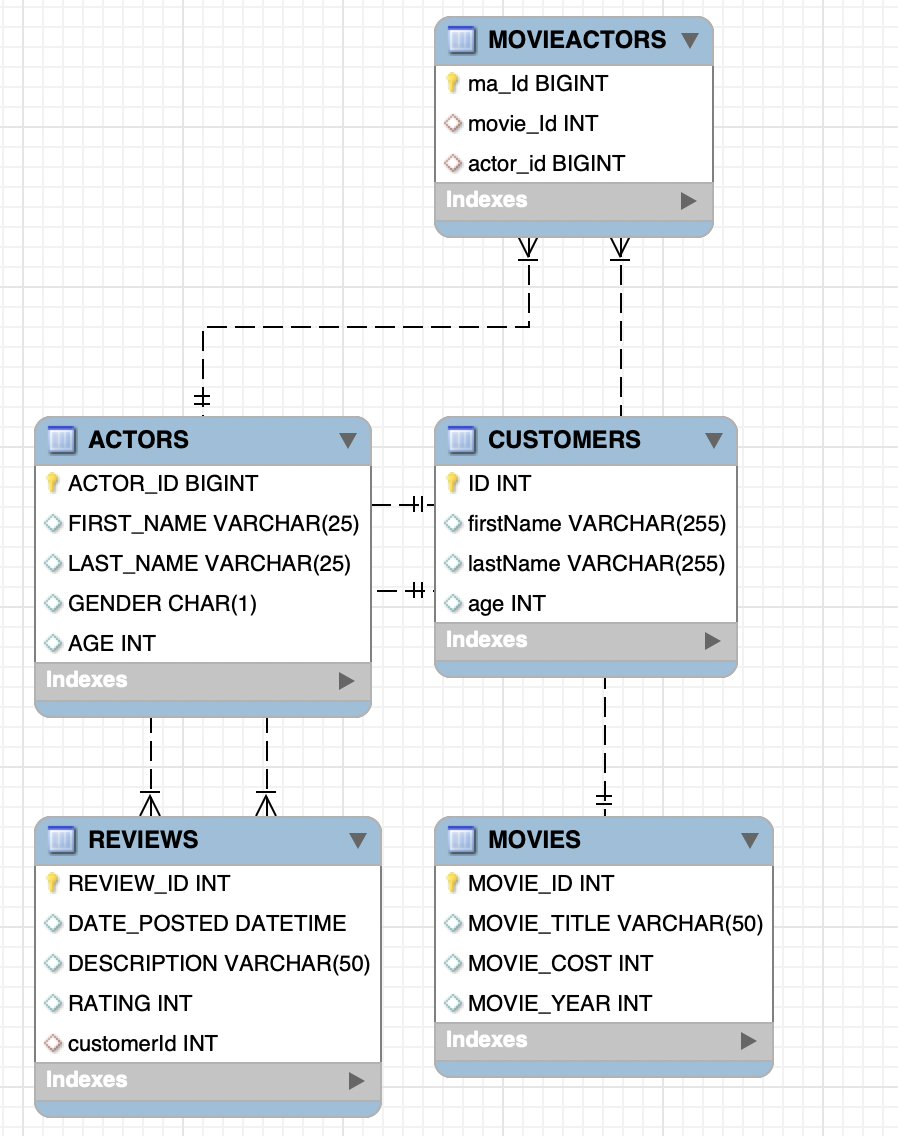 MOVIEACTORS
ma_Id BIGINT
movie_Id INT
actor_id BIGINT
Indexes
ACTORS
ACTOR_ID BIGINT
FIRST_NAME VARCHAR(25)
LAST_NAME VARCHAR(25)
GENDER CHAR(1)
AGE INT
Indexes
CUSTOMERS
ID INT
firstName VARCHAR(255)
lastName VARCHAR(255)
age INT
Indexes
REVIEWS
REVIEW_ID INT
DATE_POSTED DATETIME
DESCRIPTION VARCHAR(50)
RATING INT
customerId INT
Indexes
MOVIES
MOVIE_ID INT
MOVIE_TITLE VARCHAR(50)
MOVIE_COST INT
MOVIE_YEAR INT
Indexes